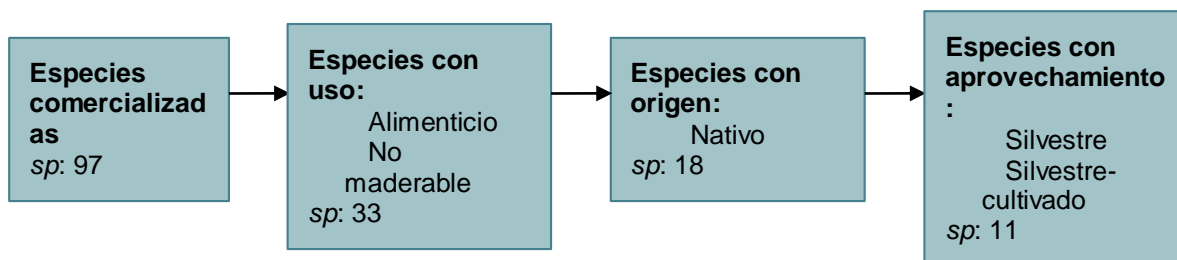 Especies
comercializad
as
sp: 97
Especies con
uso:
Alimenticio
No
maderable
sp: 33
Especies con
origen:
Nativo
sp: 18
Especies con
aprovechamiento
:
Silvestre
Silvestre-
cultivado
sp: 11